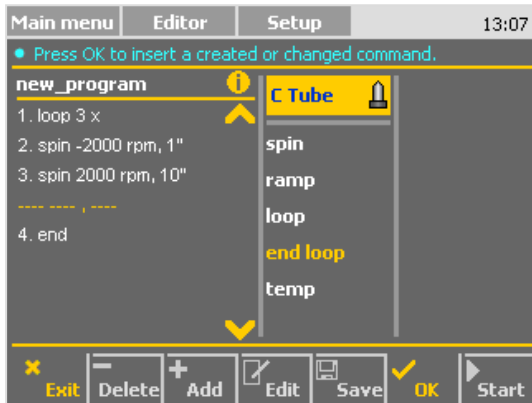 Main menu Editor Setup 13:07
• Press OK to insert a created or changed command.
new_program
1. loop 3 x
2. spin -2000 rpm, 1"
3. spin 2000 rpm, 10"
---- ---- , ----
4. end
C Tube
spin
ramp
loop
end loop
temp
Exit Delete Add Edit Save OK Start